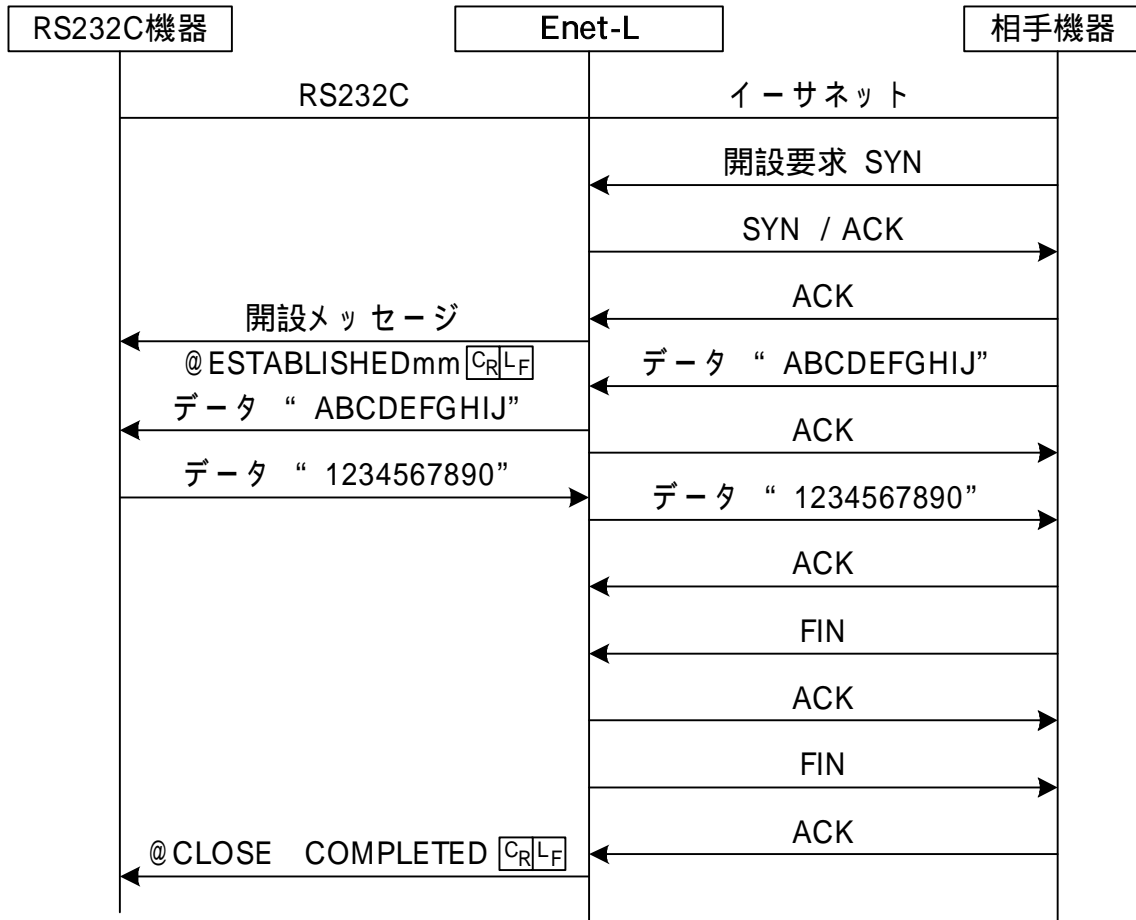 RS232C機器 Enet-L 相手機器
RS232C イーサネット
開設要求 SYN
SYN / ACK
ACK
開設メッセージ
@ESTABLISHEDmm CRLF
データ “ ABCDEFGHIJ”
データ “ ABCDEFGHIJ”
ACK
データ “ 1234567890”
データ “ 1234567890”
ACK
FIN
ACK
FIN
ACK
@CLOSE COMPLETED CRLF